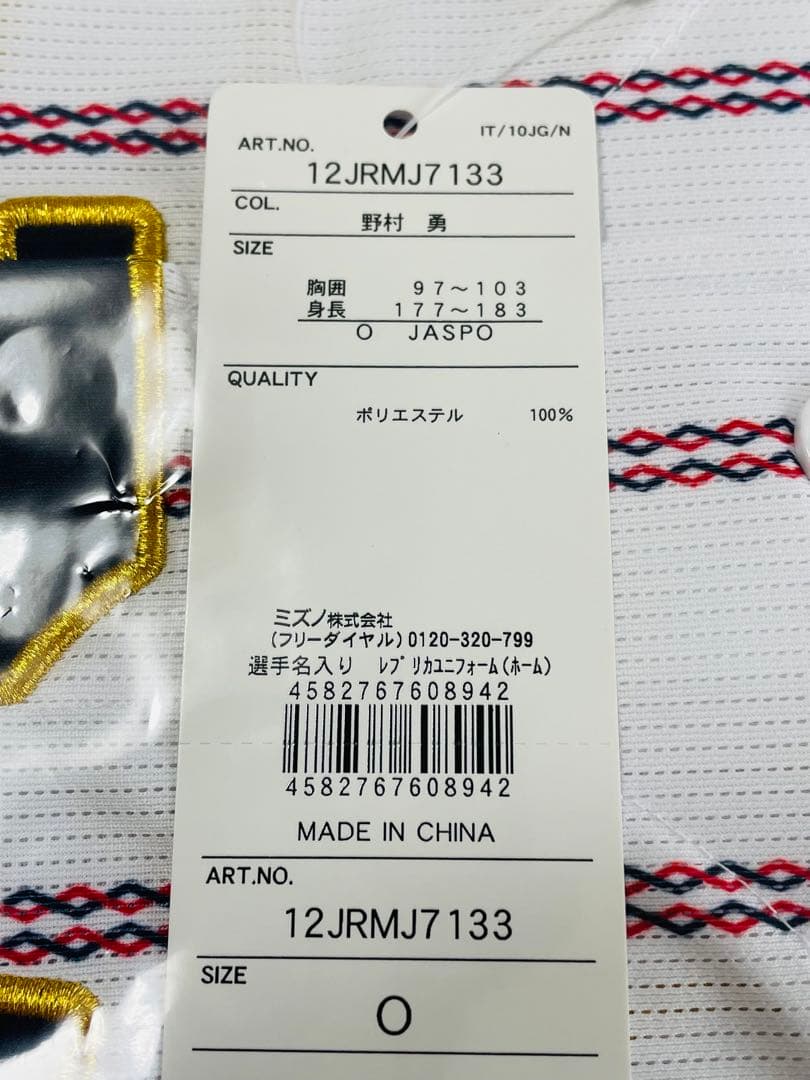 IT/10JG/N
ART.NO.
12JRMJ7133
COL.
野村 勇
SIZE
胸囲 97~103
身長 177~183
O JASPO
QUALITY
ポリエステル 100%
ミズノ株式会社
(フリーダイヤル)0120-320-799
選手名入り レプリカユニフォーム(ホーム)
4582767608942
4582767608942
MADE IN CHINA
ART.NO.
12JRMJ7133
SIZE
O